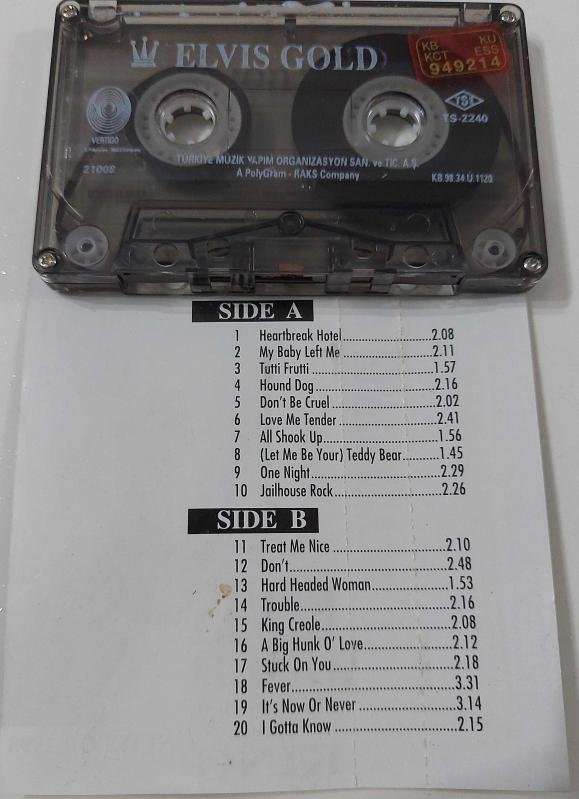 ELVIS GOLD
KB KU
KCT ESS
949214
TSE
TS-2240
VERTIGO
21008
TÜRKİYE MÜZİK YAPIM ORGANİZASYON SAN. ve TİC. A.Ş.
A PolyGram - RAKS Company
KB.98.34.Ü.1120
SIDE A
1 Heartbreak Hotel..............................2.08
2 My Baby Left Me ..............................2.11
3 Tutti Frutti ..............................1.57
4 Hound Dog..............................2.16
5 Don't Be Cruel..............................2.02
6 Love Me Tender ..............................2.41
7 All Shook Up..............................1.56
8 (Let Me Be Your) Teddy Bear............1.45
9 One Night..............................2.29
10 Jailhouse Rock..............................2.26
SIDE B
11 Treat Me Nice ..............................2.10
12 Don't..............................2.48
13 Hard Headed Woman....................1.53
14 Trouble..............................2.16
15 King Creole..............................2.08
16 A Big Hunk O' Love......................2.12
17 Stuck On You..............................2.18
18 Fever..............................3.31
19 It's Now Or Never ......................3.14
20 I Gotta Know ..............................2.15